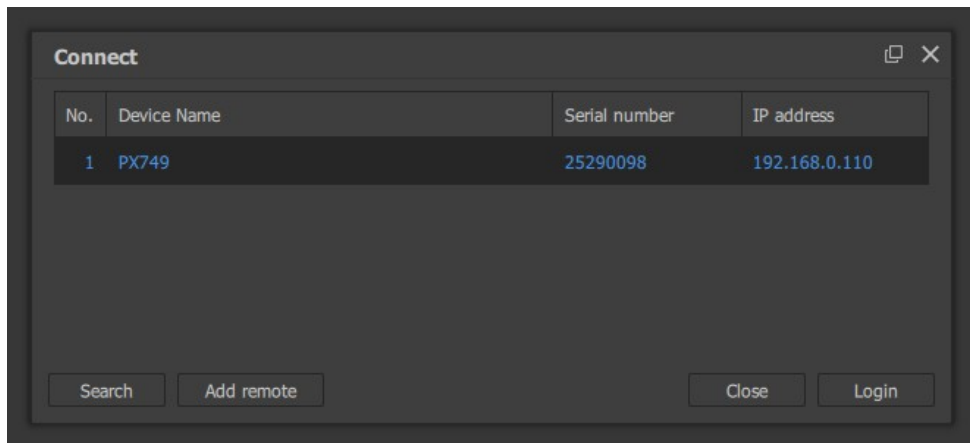 Connect
No. Device Name Serial number IP address
1 PX749 25290098 192.168.0.110
Search Add remote Close Login